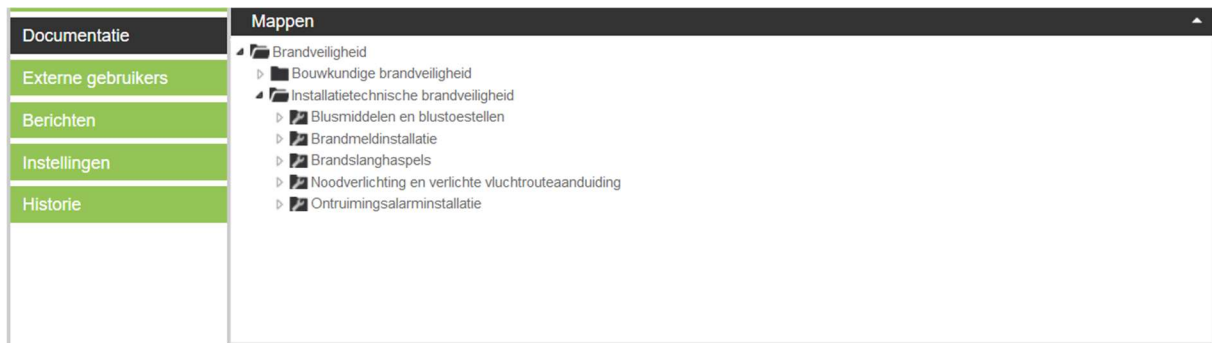 Documentatie
Externe gebruikers
Berichten
Instellingen
Historie
Mappen
Brandveiligheid
Bouwkundige brandveiligheid
Installatietechnische brandveiligheid
Blusmiddelen en blustoestellen
Brandmeldinstallatie
Brandslanghaspels
Noodverlichting en verlichte vluchtrouteaanduiding
Ontruimingsalarminstallatie